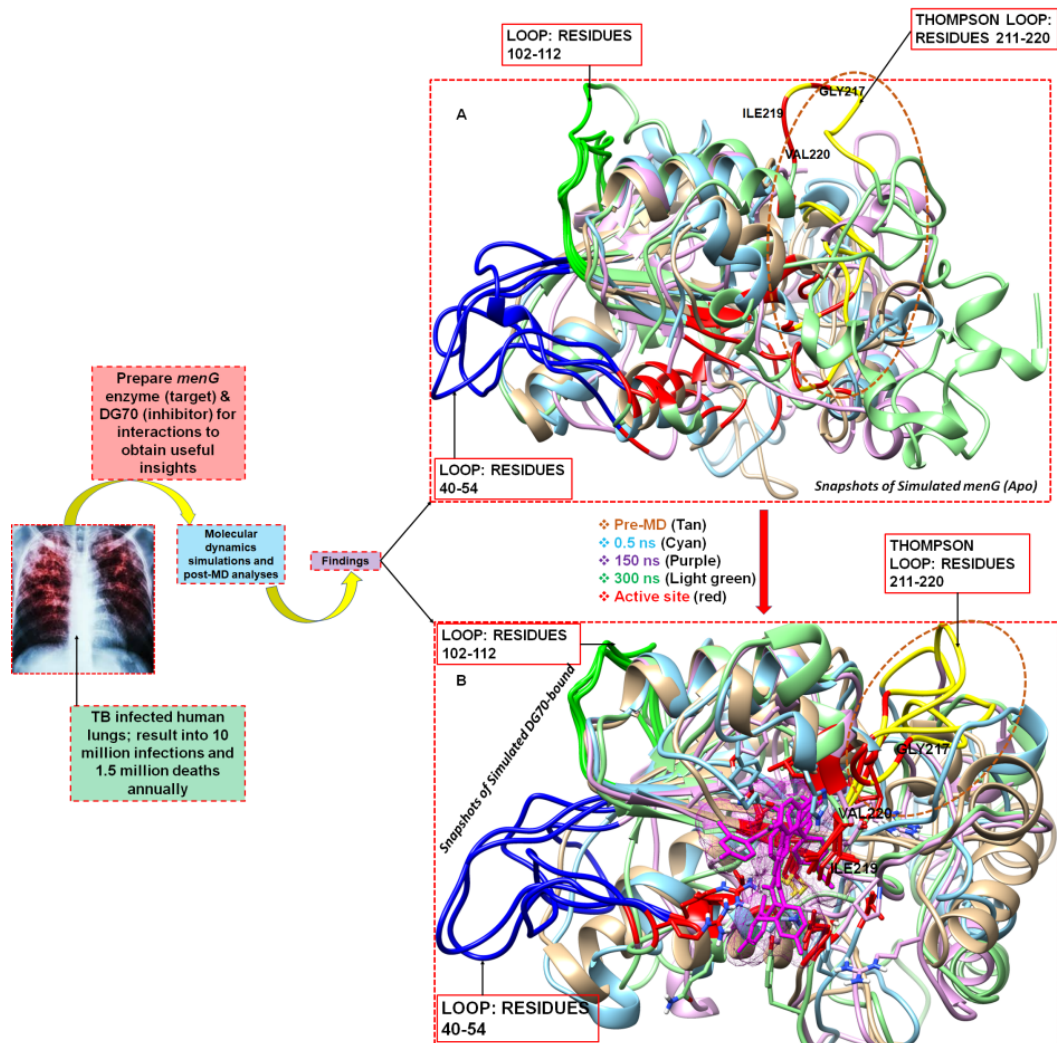 LOOP: RESIDUES
102-112
THOMPSON LOOP:
RESIDUES 211-220
A
GLY217
ILE219
VAL220
LOOP: RESIDUES
40-54
Snapshots of Simulated menG (Apo)
Prepare menG
enzyme (target) &
DG70 (inhibitor) for
interactions to
obtain useful
insights
Molecular
dynamics
simulations and
post-MD analyses
Findings
TB infected human
lungs; result into 10
million infections and
1.5 million deaths
annually
❖ Pre-MD (Tan)
❖ 0.5 ns (Cyan)
❖ 150 ns (Purple)
❖ 300 ns (Light green)
❖ Active site (red)
THOMPSON
LOOP: RESIDUES
211-220
LOOP: RESIDUES
102-112
B
Snapshots of Simulated DG70-bound
GLY217
VAL220
ILE219
LOOP: RESIDUES
40-54